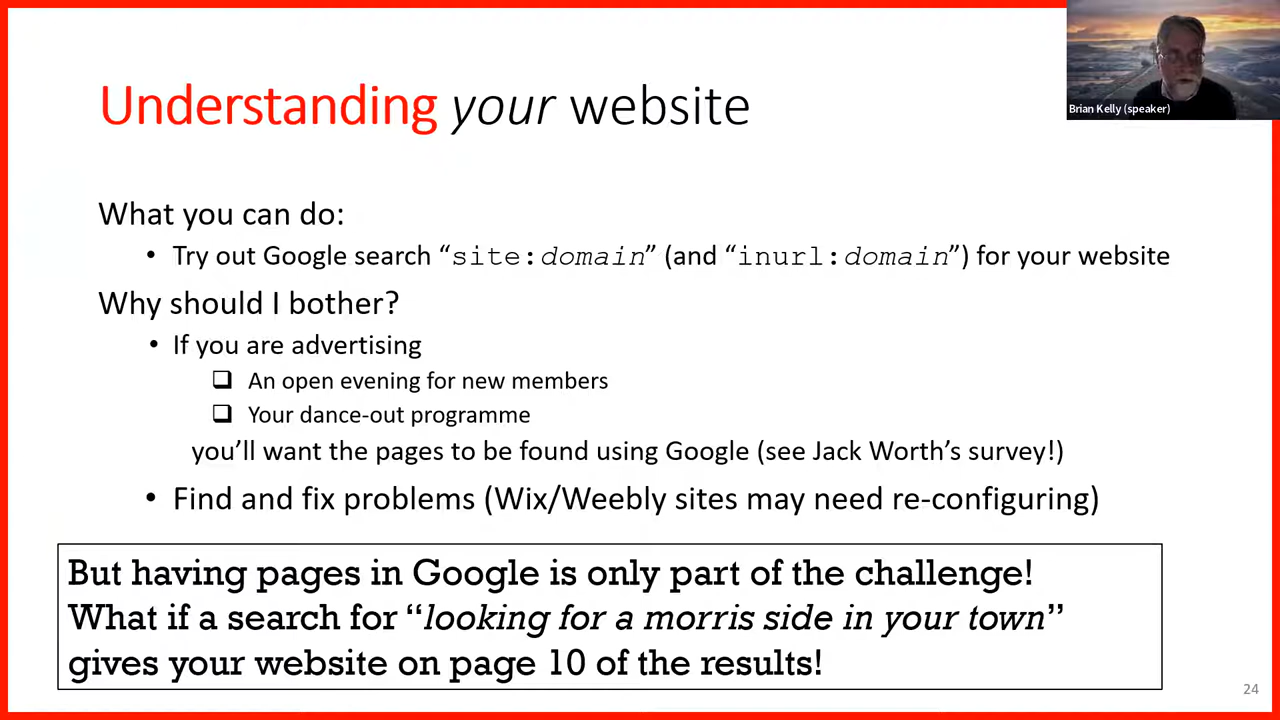 Understanding your website
Brian Kelly (speaker)
What you can do:
• Try out Google search “site:domain” (and “inurl:domain”) for your website
Why should I bother?
• If you are advertising
❑ An open evening for new members
❑ Your dance-out programme
you’ll want the pages to be found using Google (see Jack Worth’s survey!)
• Find and fix problems (Wix/Weebly sites may need re-configuring)
But having pages in Google is only part of the challenge!
What if a search for “looking for a morris side in your town”
gives your website on page 10 of the results!
24